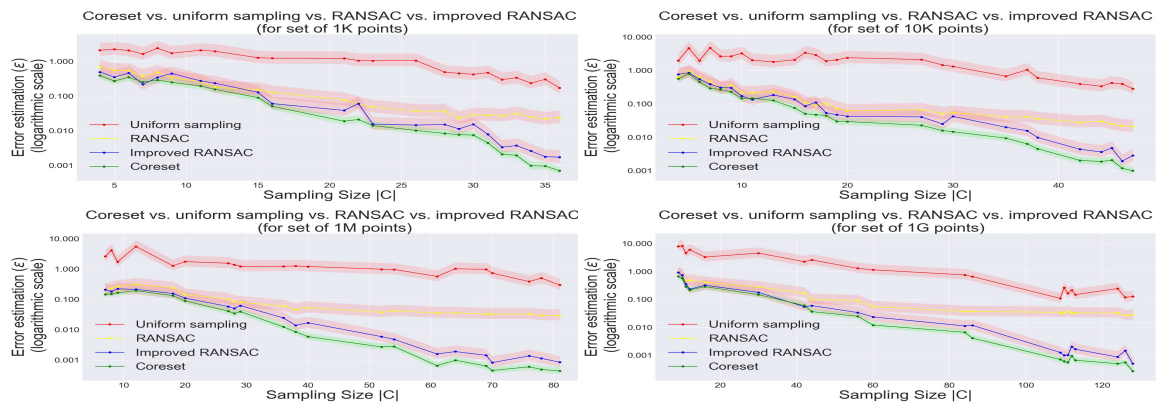 Coreset vs. uniform sampling vs. RANSAC vs. improved RANSAC
(for set of 1K points)
Error estimation (ε)
(logarithmic scale)
1.000
0.100
0.010
0.001
Uniform sampling
RANSAC
Improved RANSAC
Coreset
5 10 15 20 25 30 35
Sampling Size |C|
Coreset vs. uniform sampling vs. RANSAC vs. improved RANSAC
(for set of 10K points)
Error estimation (ε)
(logarithmic scale)
10.000
1.000
0.100
0.010
0.001
Uniform sampling
RANSAC
Improved RANSAC
Coreset
10 20 30 40
Sampling Size |C|
Coreset vs. uniform sampling vs. RANSAC vs. improved RANSAC
(for set of 1M points)
Error estimation (ε)
(logarithmic scale)
10.000
1.000
0.100
0.010
0.001
Uniform sampling
RANSAC
Improved RANSAC
Coreset
10 20 30 40 50 60 70 80
Sampling Size |C|
Coreset vs. uniform sampling vs. RANSAC vs. improved RANSAC
(for set of 1G points)
Error estimation (ε)
(logarithmic scale)
10.000
1.000
0.100
0.010
0.001
Uniform sampling
RANSAC
Improved RANSAC
Coreset
20 40 60 80 100 120
Sampling Size |C|